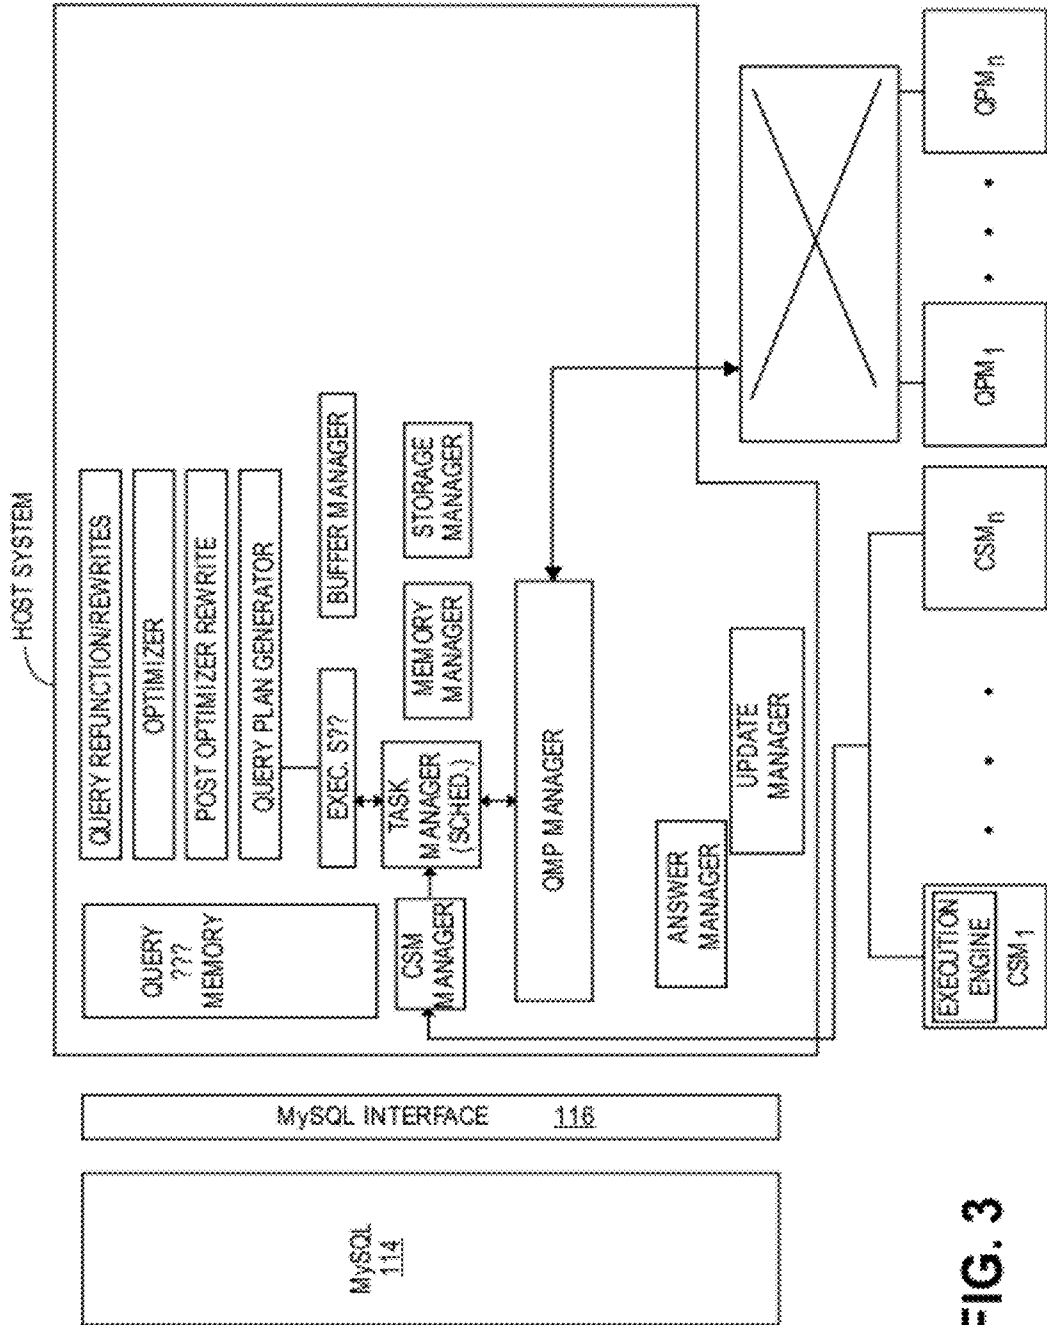 HOST SYSTEM
MySQL
114
MySQL INTERFACE 116
QUERY
???
MEMORY
QUERY REFUNCTION/REWRITES
OPTIMIZER
POST OPTIMIZER REWRITE
QUERY PLAN GENERATOR
EXEC. S??
BUFFER MANAGER
CSM
MANAGER
TASK
MANAGER
(SCHED.)
MEMORY
MANAGER
STORAGE
MANAGER
QMP MANAGER
ANSWER
MANAGER
UPDATE
MANAGER
EXECUTION
ENGINE
CSM1
• • •
CSMn
QPM1
• • •
QPMn
FIG. 3